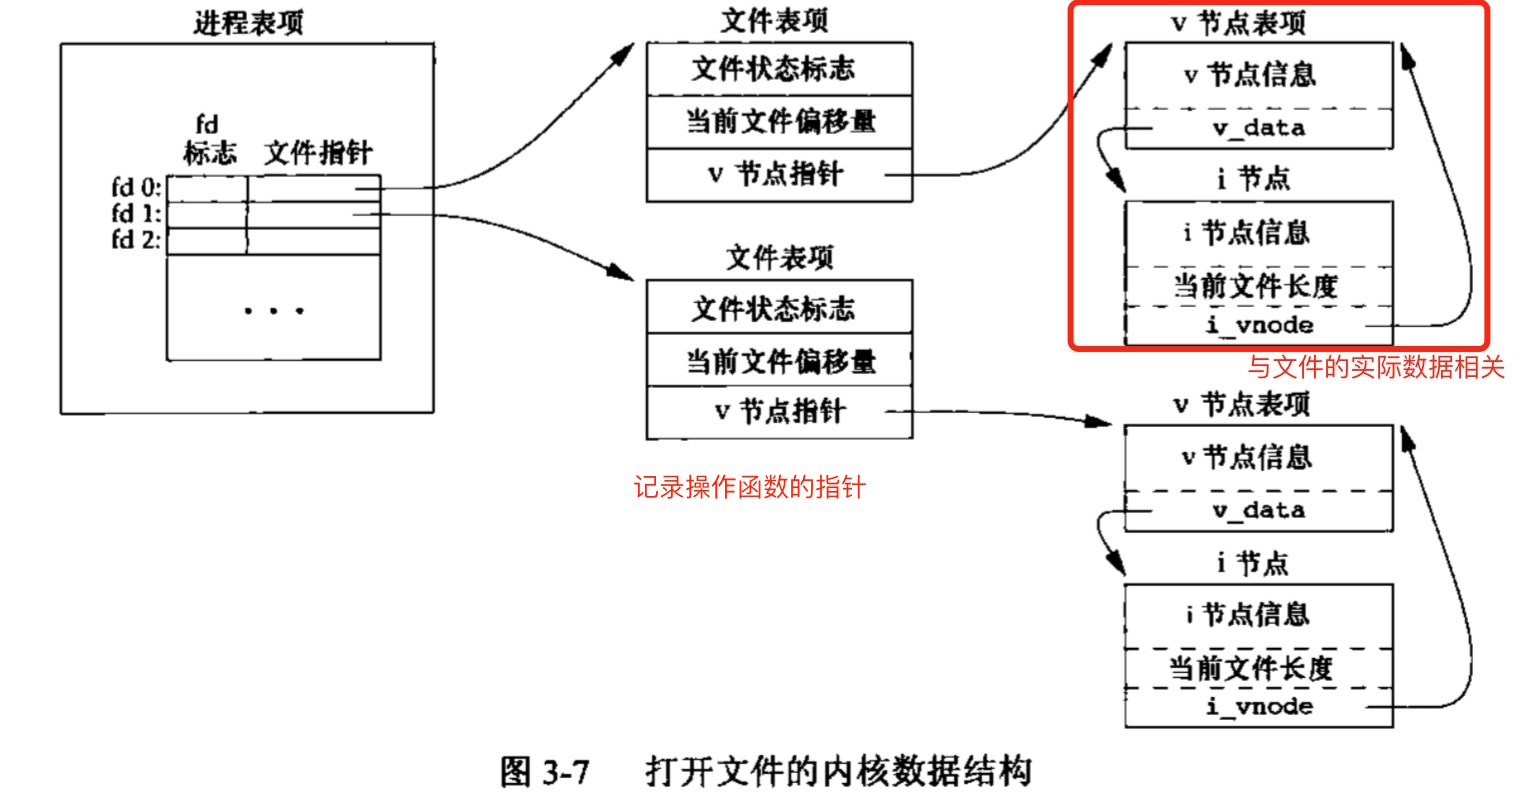 进程表项
fd
标志 文件指针
fd 0:
fd 1:
fd 2:
...
文件表项
文件状态标志
当前文件偏移量
v 节点指针
文件表项
文件状态标志
当前文件偏移量
v 节点指针
记录操作函数的指针
v 节点表项
v 节点信息
v_data
i 节点
i 节点信息
当前文件长度
i_vnode
与文件的实际数据相关
v 节点表项
v 节点信息
v_data
i 节点
i 节点信息
当前文件长度
i_vnode
图 3-7 打开文件的内核数据结构